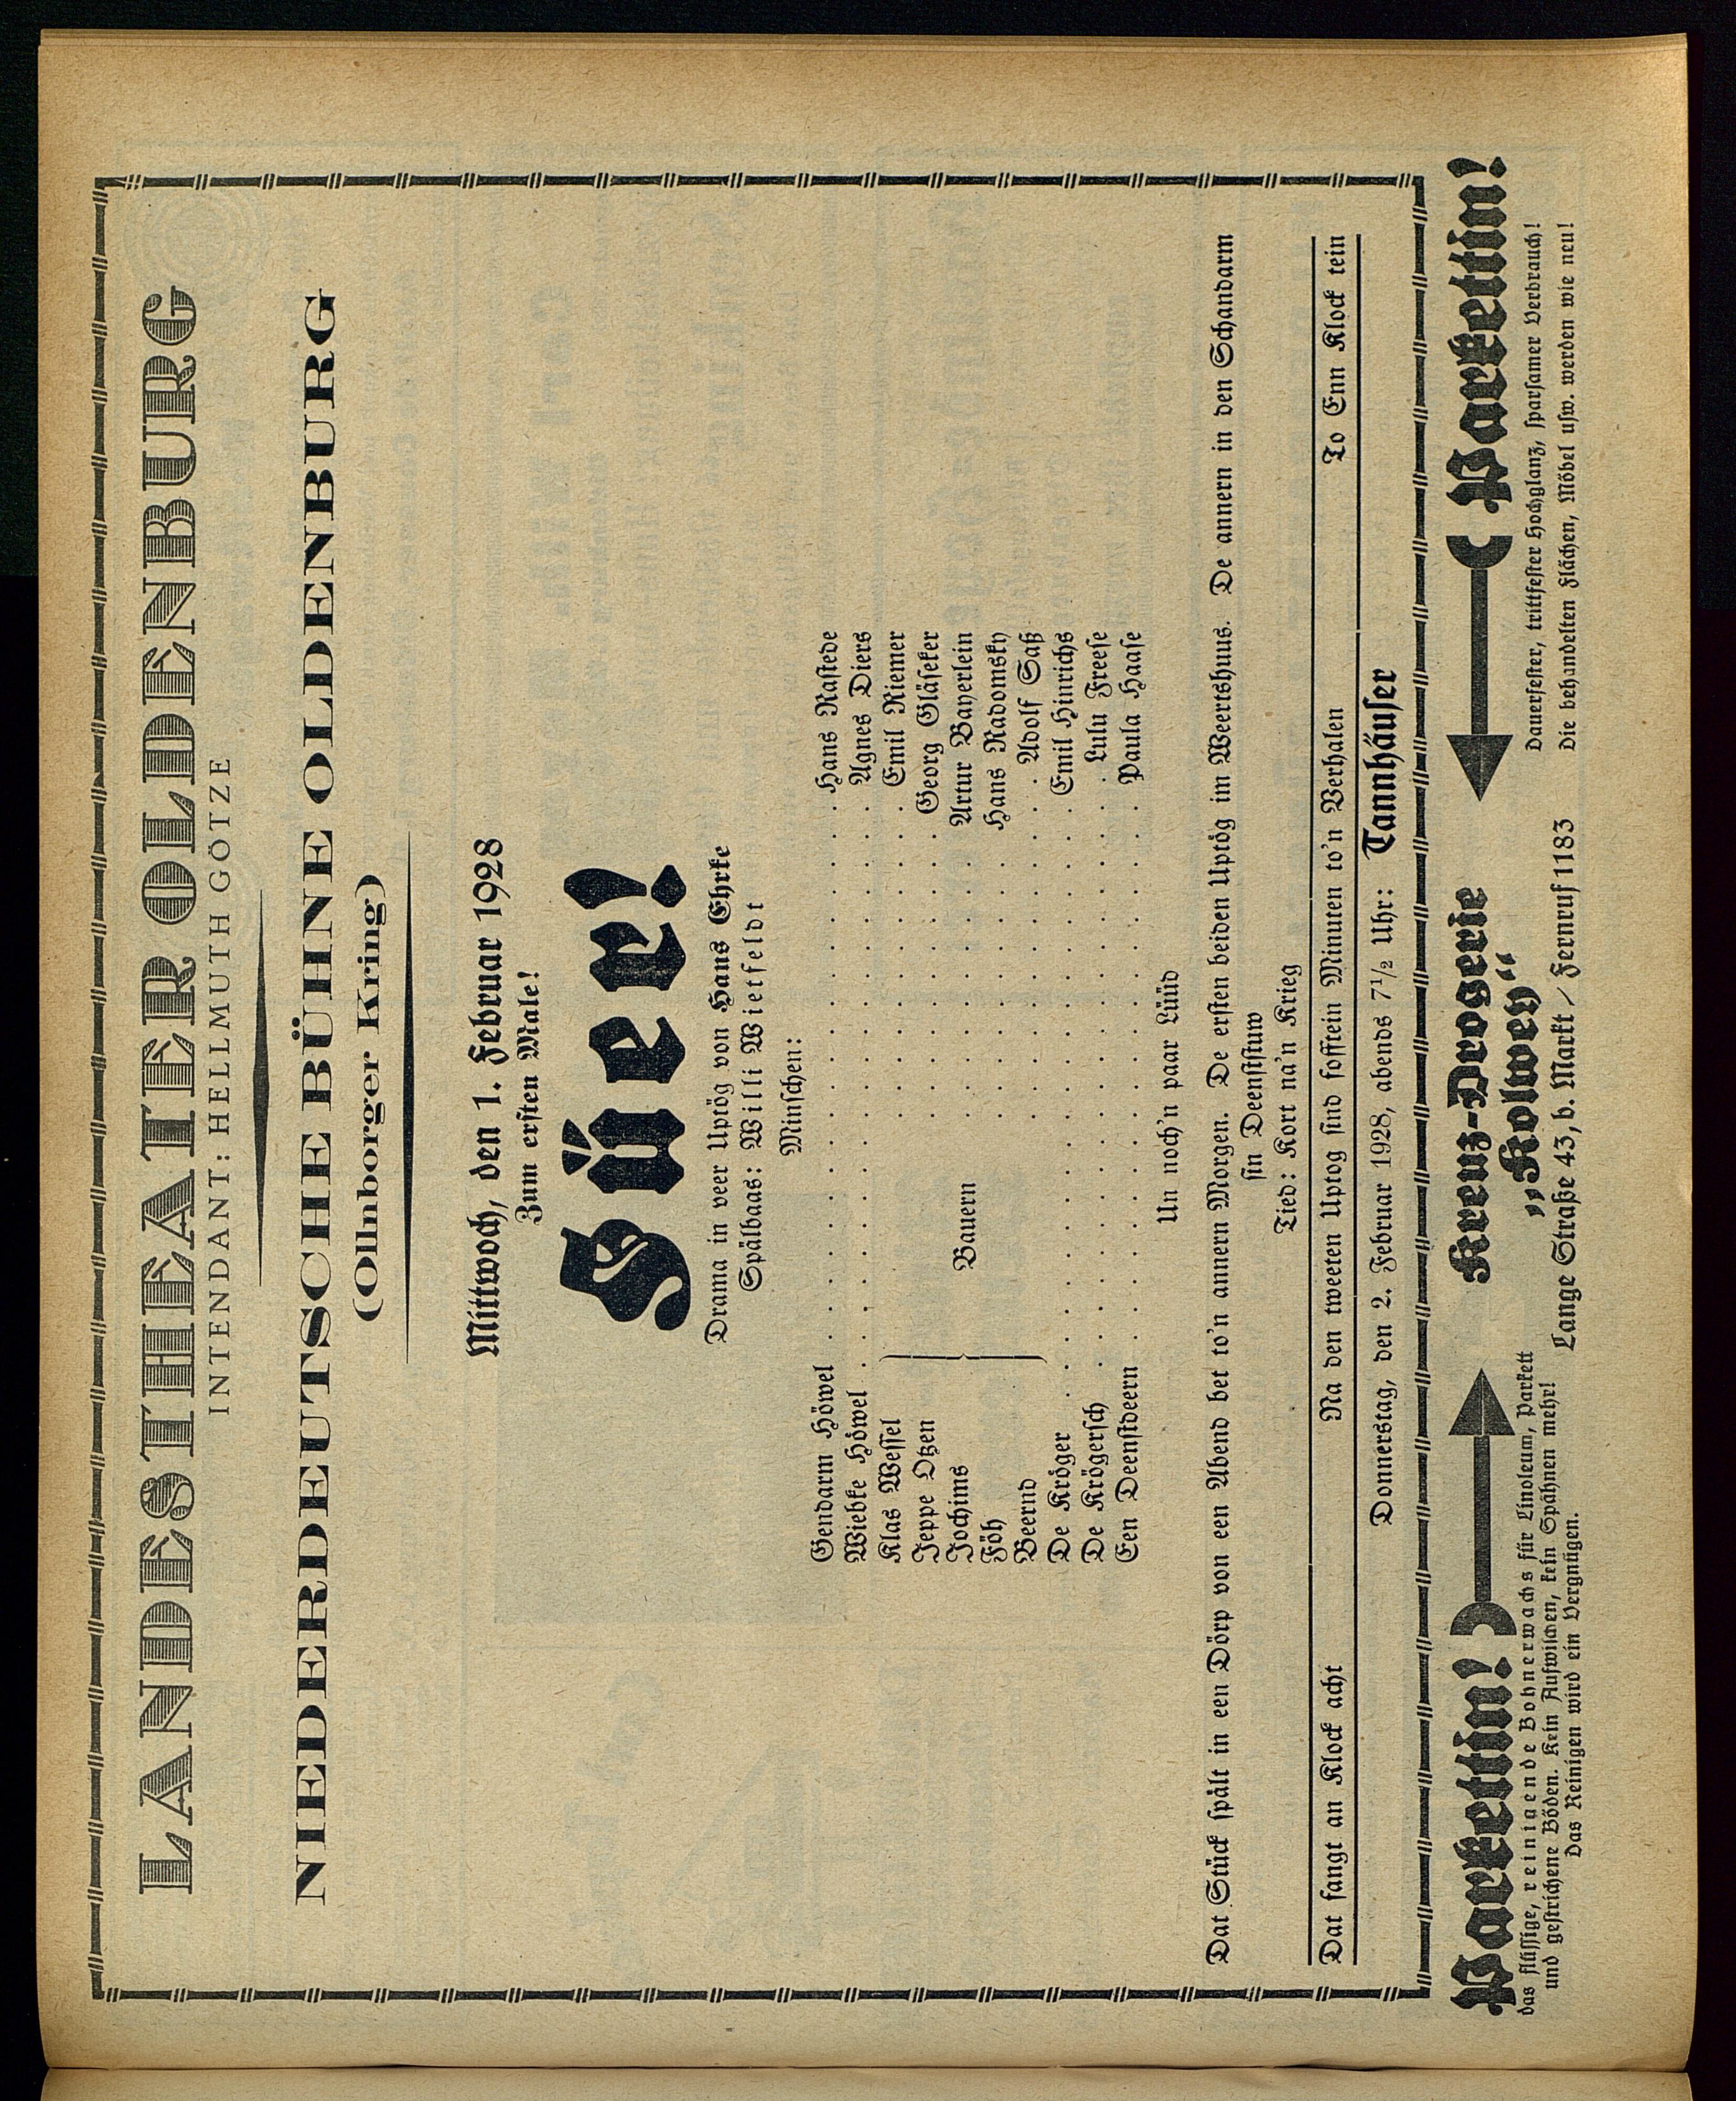 LANDESTHEATER OLDENBURG
INTENDANT: HELLMUTH GÖTZE
NIEDERDEUTSCHE BÜHNE OLDENBURG
(Ollnborger Kring)
Mittwoch, den 1. Februar 1928
Zum ersten Male!
Füer!
Drama in veer Uptög von Hans Ehrke
Spälbaas: Willi Wietfeldt
Minschen:
Gendarm Höwel . . . . . . . . . . Hans Rastede
Wiebke Höwel . . . . . . . . . . Agnes Diers
Klas Wessel . . . . . . Emil Riemer
Jeppe Otzen . . . . . . Georg Gläseker
Jochims } Bauern . . . . . . Artur Bayerlein
Föh . . . . . . Hans Radomsky
Beernd . . . . . . Adolf Saß
De Kröger . . . . . . . . . . Emil Hinrichs
De Krögersch . . . . . . . . . . Lulu Freese
Een Deenstdeern . . . . . . . . . . Paula Haase
Un noch'n paar Lüüd
Dat Stück spält in een Dörp von een Abend bet to'n annern Morgen. De ersten beiden Uptög im Weertshuus. De annern in den Schandarm
sin Deenststuw
Tied: Kort na'n Krieg
Dat fangt an Klock acht Na den tweeten Uptog sind fofftein Minuten to'n Verhalen To Enn Klock tein
Donnerstag, den 2. Februar 1928, abends 7½ Uhr: Tannhäuser
Parkettin!
das flüssige, reinigende Bohnerwachs für Linoleum, Parkett
und gestrichene Böden. Kein Aufwischen, kein Spähnen mehr!
Das Reinigen wird ein Vergnügen.
Kreuz-Drogerie
„Kolwey“
Lange Straße 43, b. Markt / Fernruf 1183
Parkettin!
Dauerfester, trittfester Hochglanz, sparsamer Verbrauch!
Die behandelten Flächen, Möbel usw. werden wie neu!